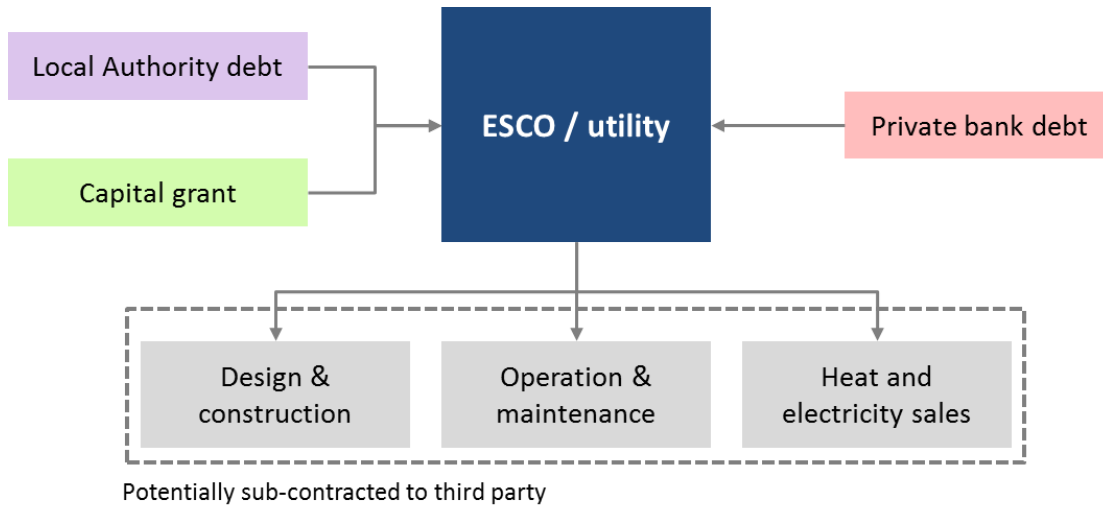 Local Authority debt
Capital grant
ESCO / utility
Private bank debt
Design &
construction
Operation &
maintenance
Heat and
electricity sales
Potentially sub-contracted to third party